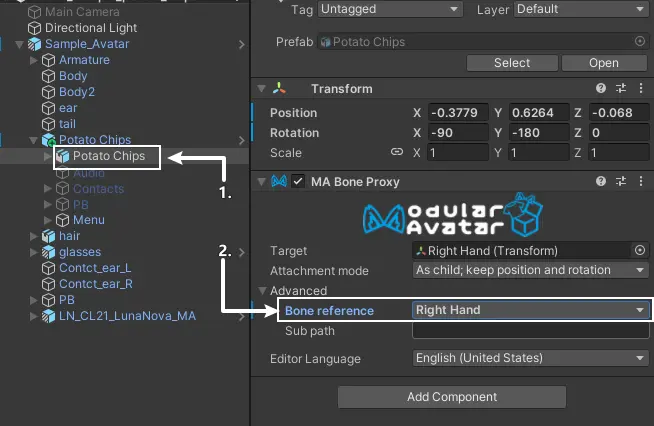 Main Camera
Directional Light
Sample_Avatar
Armature
Body
Body2
ear
tail
Potato Chips
Potato Chips
Audio
Contacts
PB
Menu
hair
glasses
Contct_ear_L
Contct_ear_R
PB
LN_CL21_LunaNova_MA
1.
2.
Tag Untagged Layer Default
Prefab Potato Chips
Select Open
Transform
Position X -0.3779 Y 0.6264 Z -0.068
Rotation X -90 Y -180 Z 0
Scale X 1 Y 1 Z 1
MA Bone Proxy
Modular
Avatar
Target Right Hand (Transform)
Attachment mode As child; keep position and rotation
Advanced
Bone reference Right Hand
Sub path
Editor Language English (United States)
Add Component